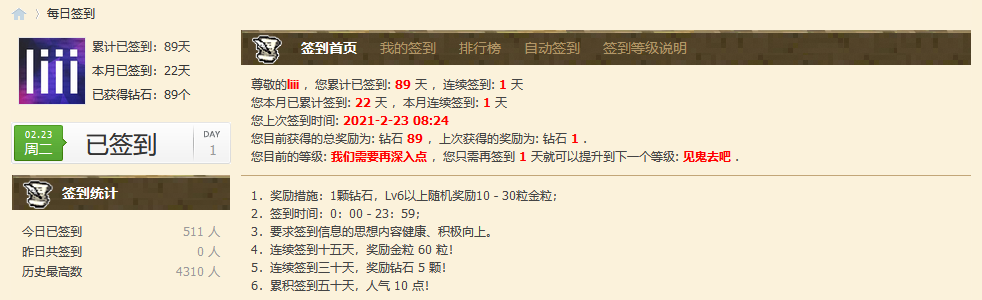 每日签到
liii
累计已签到：89天
本月已签到：22天
已获得钻石：89个
02.23
周二
已签到
DAY
1
签到统计
今日已签到 511 人
昨日共签到 0 人
历史最高数 4310 人
签到首页 我的签到 排行榜 自动签到 签到等级说明
尊敬的liii ，您累计已签到: 89 天 ，连续签到: 1 天
您本月已累计签到: 22 天 ，本月连续签到: 1 天
您上次签到时间: 2021-2-23 08:24
您目前获得的总奖励为: 钻石 89 ，上次获得的奖励为: 钻石 1 .
您目前的等级: 我们需要再深入点 ，您只需再签到 1 天就可以提升到下一个等级: 见鬼去吧 .
1．奖励措施：1颗钻石，Lv6以上随机奖励10 - 30粒金粒；
2．签到时间：0：00 - 23：59；
3．要求签到信息的思想内容健康、积极向上。
4．连续签到十五天，奖励金粒 60 粒！
5．连续签到三十天，奖励钻石 5 颗！
6．累积签到五十天，人气 10 点！